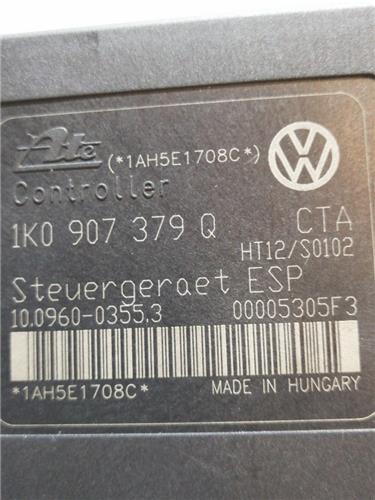 Ate (*1AH5E1708C*)
Controller
1K0 907 379 Q CTA
HT12/S0102
Steuergeraet ESP
10.0960-0355.3 00005305F3
*1AH5E1708C* MADE IN HUNGARY